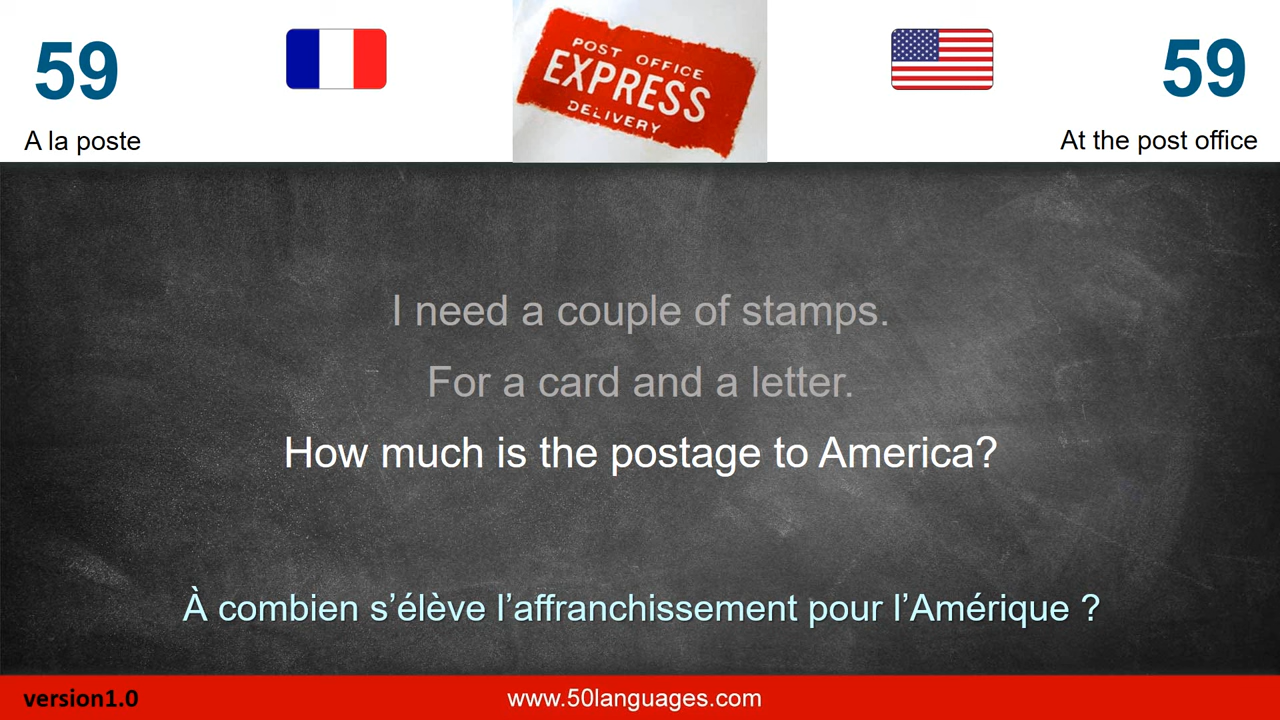 59
59
A la poste
At the post office
POST OFFICE
EXPRESS
DELIVERY
I need a couple of stamps.
For a card and a letter.
How much is the postage to America?
À combien s’élève l’affranchissement pour l’Amérique ?
version1.0
www.50languages.com